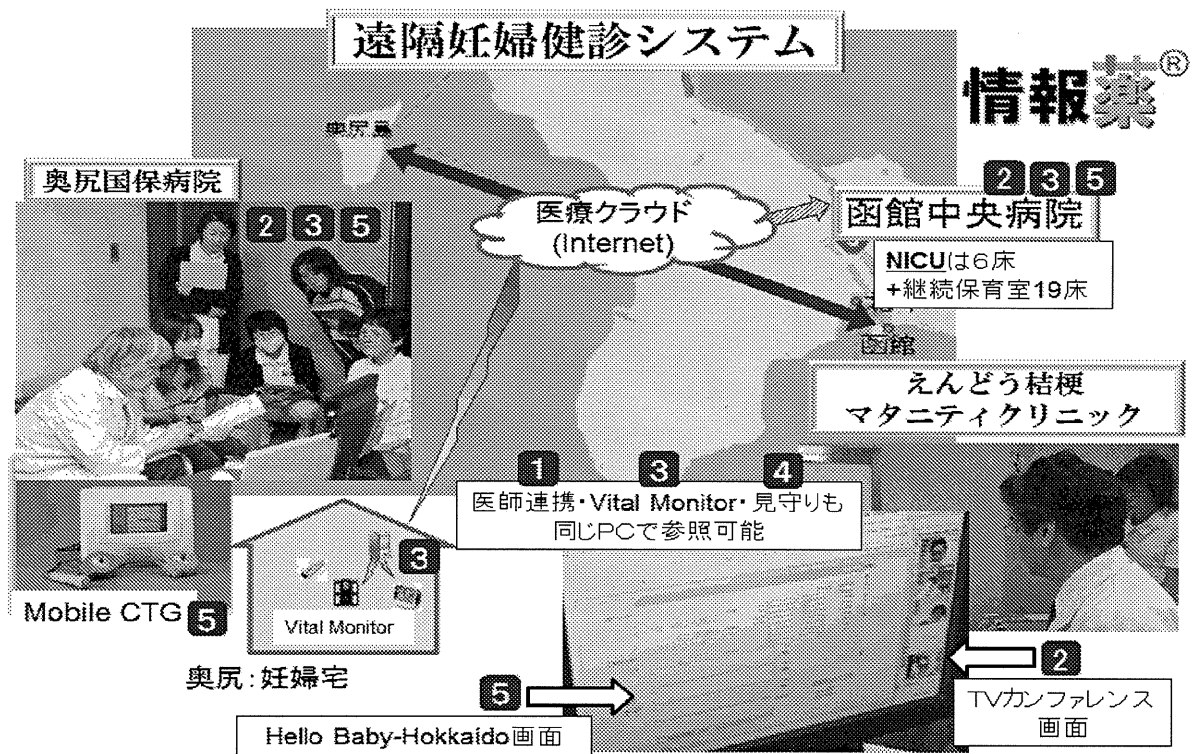 遠隔妊婦健診システム
情報薬®
奥尻島
奥尻国保病院
2 3 5
医療クラウド
(Internet)
2 3 5
函館中央病院
NICUは6床
+継続保育室19床
函館
えんどう桔梗
マタニティクリニック
1 3 4
医師連携・Vital Monitor・見守りも
同じPCで参照可能
3
Mobile CTG 5
Vital Monitor
奥尻:妊婦宅
5
Hello Baby-Hokkaido画面
2
TVカンファレンス
画面